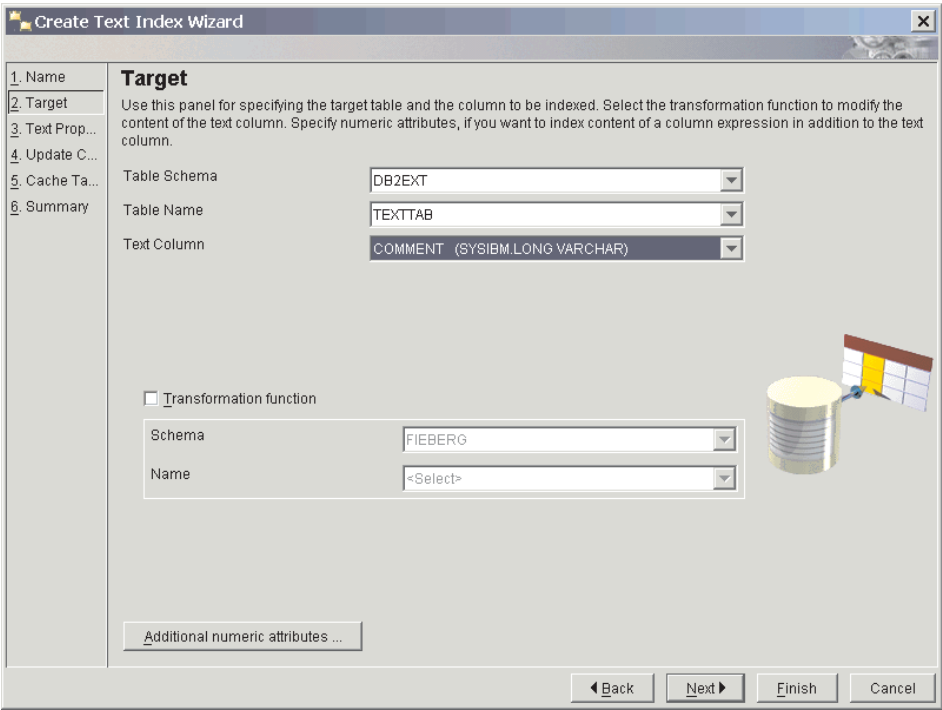 Create Text Index Wizard
1. Name
2. Target
3. Text Prop...
4. Update C...
5. Cache Ta...
6. Summary
Target
Use this panel for specifying the target table and the column to be indexed. Select the transformation function to modify the
content of the text column. Specify numeric attributes, if you want to index content of a column expression in addition to the text
column.
Table Schema DB2EXT
Table Name TEXTTAB
Text Column COMMENT (SYSIBM.LONG VARCHAR)
Transformation function
Schema FIEBERG
Name <Select>
Additional numeric attributes ...
Back Next Finish Cancel